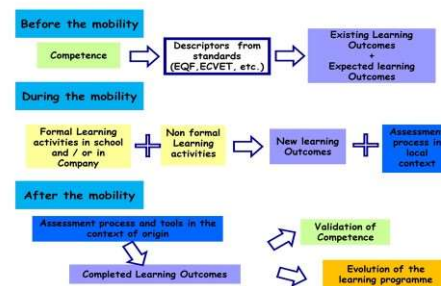 Before the mobility
Competence
Descriptors from
standards
(EQF,ECVET, etc.)
Existing Learning
Outcomes
+
Expected learning
Outcomes
During the mobility
Formal Learning
activities in school
and / or in
Company
Non formal
Learning
activities
New learning
Outcomes
Assessment
process in
local
context
After the mobility
Assessment process and tools in the
context of origin
Completed Learning Outcomes
Validation of
Competence
Evolution of the
learning programme